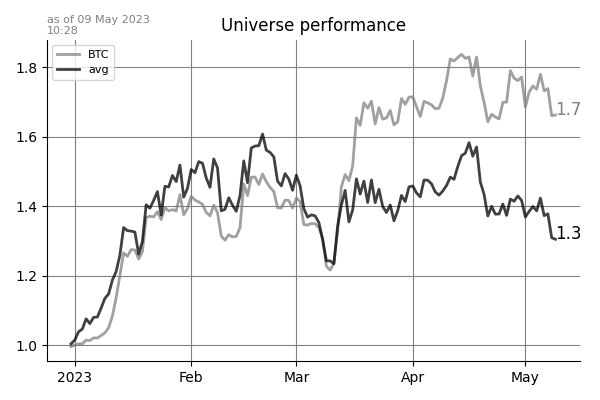 as of 09 May 2023
10:28
Universe performance
BTC
avg
1.8
1.6
1.4
1.2
1.0
1.7
1.3
2023
Feb
Mar
Apr
May